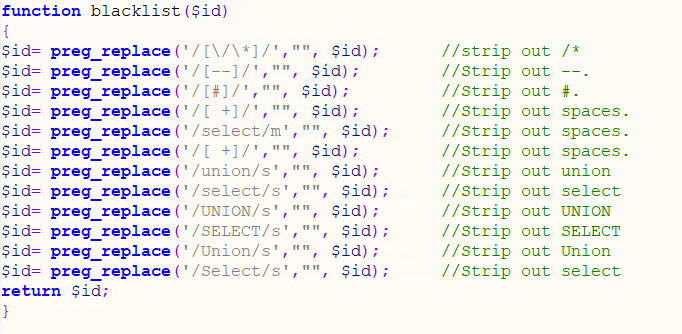 function blacklist($id)
{
$id= preg_replace('/[\/\*]/',"", $id);      //strip out /*
$id= preg_replace('/[--]/',"", $id);        //Strip out --.
$id= preg_replace('/[#]/',"", $id);         //Strip out #.
$id= preg_replace('/[ +]/',"", $id);        //Strip out spaces.
$id= preg_replace('/select/m',"", $id);     //Strip out spaces.
$id= preg_replace('/[ +]/',"", $id);        //Strip out spaces.
$id= preg_replace('/union/s',"", $id);      //Strip out union
$id= preg_replace('/select/s',"", $id);     //Strip out select
$id= preg_replace('/UNION/s',"", $id);      //Strip out UNION
$id= preg_replace('/SELECT/s',"", $id);     //Strip out SELECT
$id= preg_replace('/Union/s',"", $id);      //Strip out Union
$id= preg_replace('/Select/s',"", $id);     //Strip out select
return $id;
}